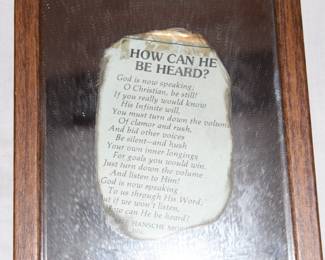 HOW CAN HE
BE HEARD?
God is now speaking,
O Christian, be still!
If you really would know
His Infinite will,
You must turn down the volume
Of clamor and rush,
And bid other voices
Be silent—and hush
Your own inner longings
For goals you would win.
Just turn down the volume
And listen to Him!
God is now speaking
To us through His Word;
But if we won't listen,
How can He be heard?
HANSCHE